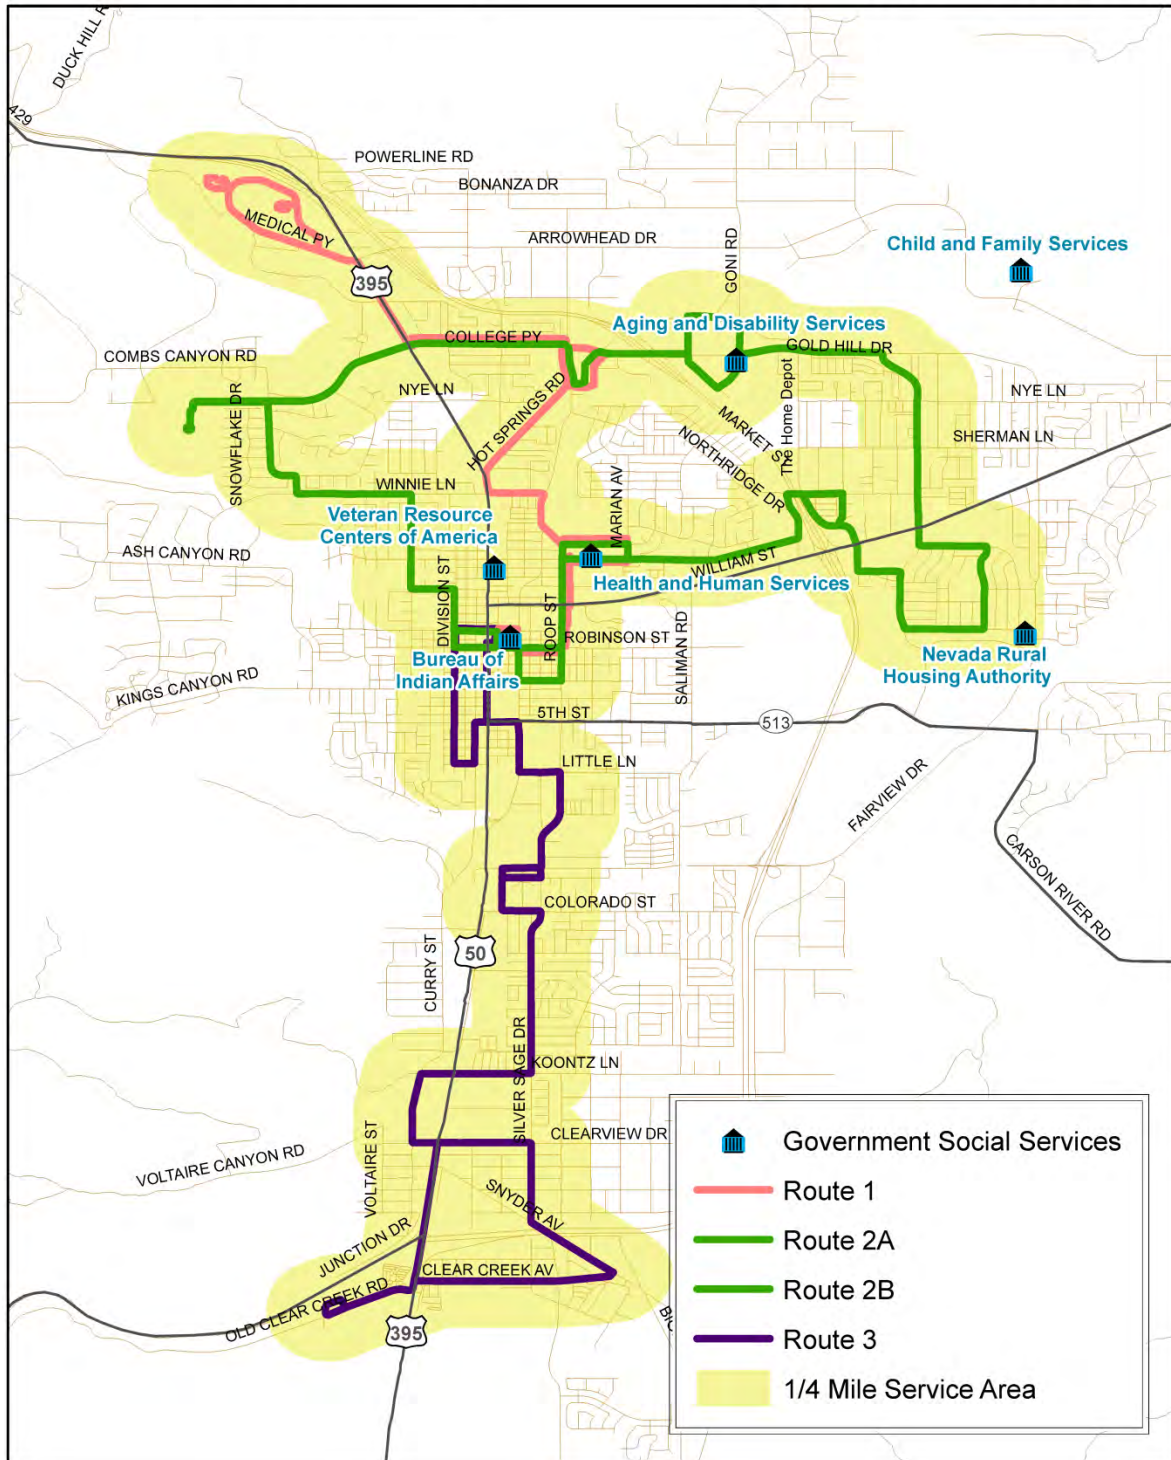 DUCK HILL R
429
POWERLINE RD
BONANZA DR
MEDICAL PY
ARROWHEAD DR
GONI RD
Child and Family Services
395
Aging and Disability Services
COLLEGE PY
GOLD HILL DR
COMBS CANYON RD
NYE LN
NYE LN
SNOWFLAKE DR
HOT SPRINGS RD
The Home Depot
MARKET ST
NORTHRIDGE DR
SHERMAN LN
WINNIE LN
MARIAN AV
Veteran Resource
Centers of America
ASH CANYON RD
WILLIAM ST
Health and Human Services
DIVISION ST
ROOP ST
ROBINSON ST
SALIMAN RD
Bureau of
Indian Affairs
Nevada Rural
Housing Authority
KINGS CANYON RD
5TH ST
513
LITTLE LN
FAIRVIEW DR
CARSON RIVER RD
COLORADO ST
50
CURRY ST
SILVER SAGE DR
KOONTZ LN
CLEARVIEW DR
VOLTAIRE ST
VOLTAIRE CANYON RD
SNYDER AV
JUNCTION DR
CLEAR CREEK AV
OLD CLEAR CREEK RD
395
Government Social Services
Route 1
Route 2A
Route 2B
Route 3
1/4 Mile Service Area